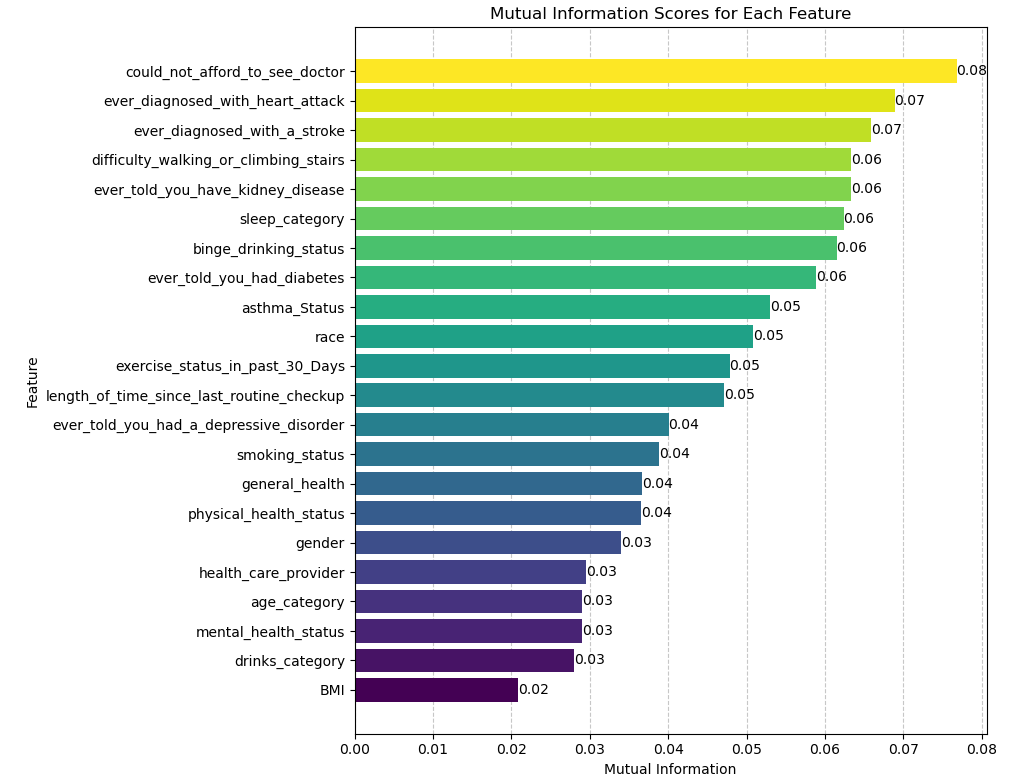 Mutual Information Scores for Each Feature
Feature
could_not_afford_to_see_doctor 0.08
ever_diagnosed_with_heart_attack 0.07
ever_diagnosed_with_a_stroke 0.07
difficulty_walking_or_climbing_stairs 0.06
ever_told_you_have_kidney_disease 0.06
sleep_category 0.06
binge_drinking_status 0.06
ever_told_you_had_diabetes 0.06
asthma_Status 0.05
race 0.05
exercise_status_in_past_30_Days 0.05
length_of_time_since_last_routine_checkup 0.05
ever_told_you_had_a_depressive_disorder 0.04
smoking_status 0.04
general_health 0.04
physical_health_status 0.04
gender 0.03
health_care_provider 0.03
age_category 0.03
mental_health_status 0.03
drinks_category 0.03
BMI 0.02
0.00 0.01 0.02 0.03 0.04 0.05 0.06 0.07 0.08
Mutual Information